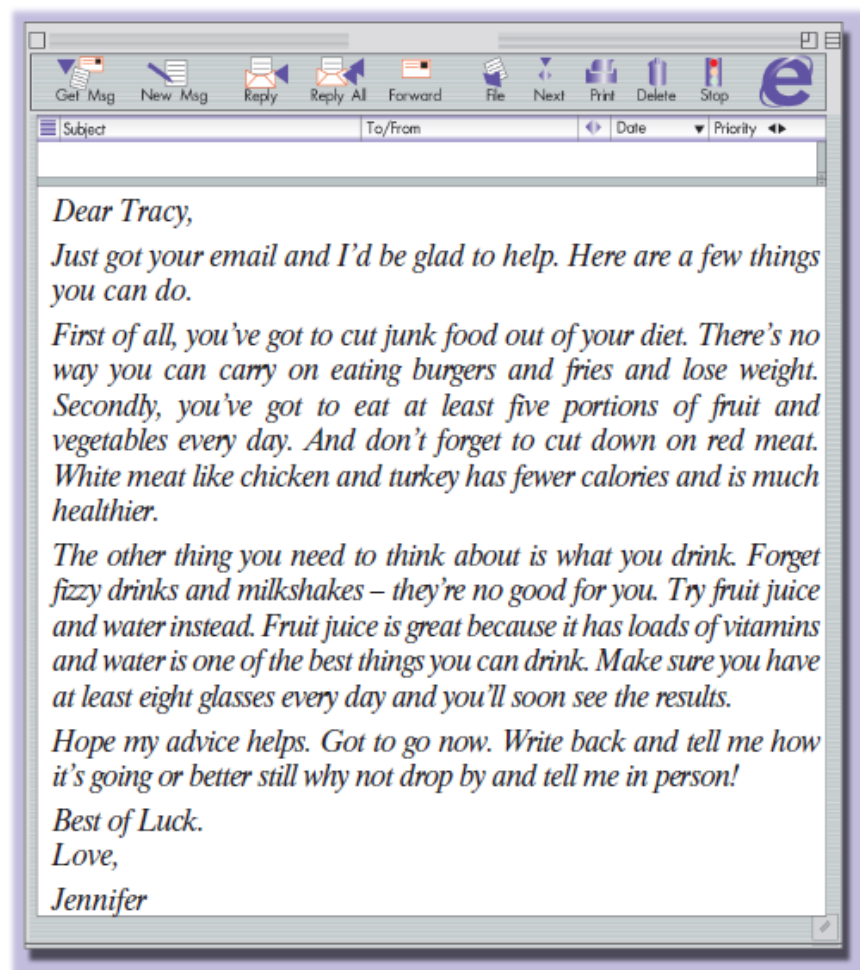 Get Msg New Msg Reply Reply All Forward File Next Print Delete Stop
Subject To/From Date Priority
Dear Tracy,
Just got your email and I'd be glad to help. Here are a few things
you can do.
First of all, you've got to cut junk food out of your diet. There's no
way you can carry on eating burgers and fries and lose weight.
Secondly, you've got to eat at least five portions of fruit and
vegetables every day. And don't forget to cut down on red meat.
White meat like chicken and turkey has fewer calories and is much
healthier.
The other thing you need to think about is what you drink. Forget
fizzy drinks and milkshakes – they're no good for you. Try fruit juice
and water instead. Fruit juice is great because it has loads of vitamins
and water is one of the best things you can drink. Make sure you have
at least eight glasses every day and you'll soon see the results.
Hope my advice helps. Got to go now. Write back and tell me how
it's going or better still why not drop by and tell me in person!
Best of Luck.
Love,
Jennifer